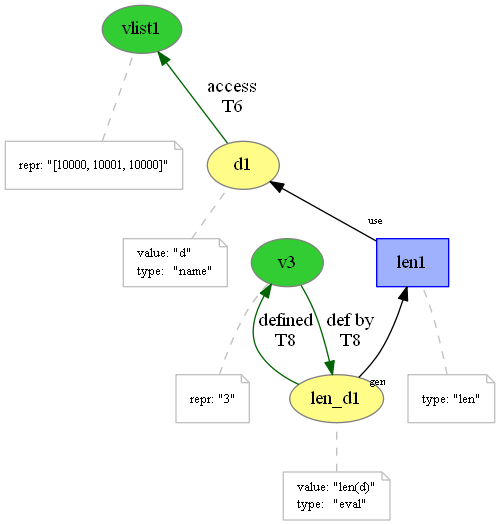 vlist1
access
T6
repr: "[10000, 10001, 10000]"
d1
use
value: "d"
type: "name"
v3
len1
defined
T8
def by
T8
gen
repr: "3"
len_d1
type: "len"
value: "len(d)"
type: "eval"